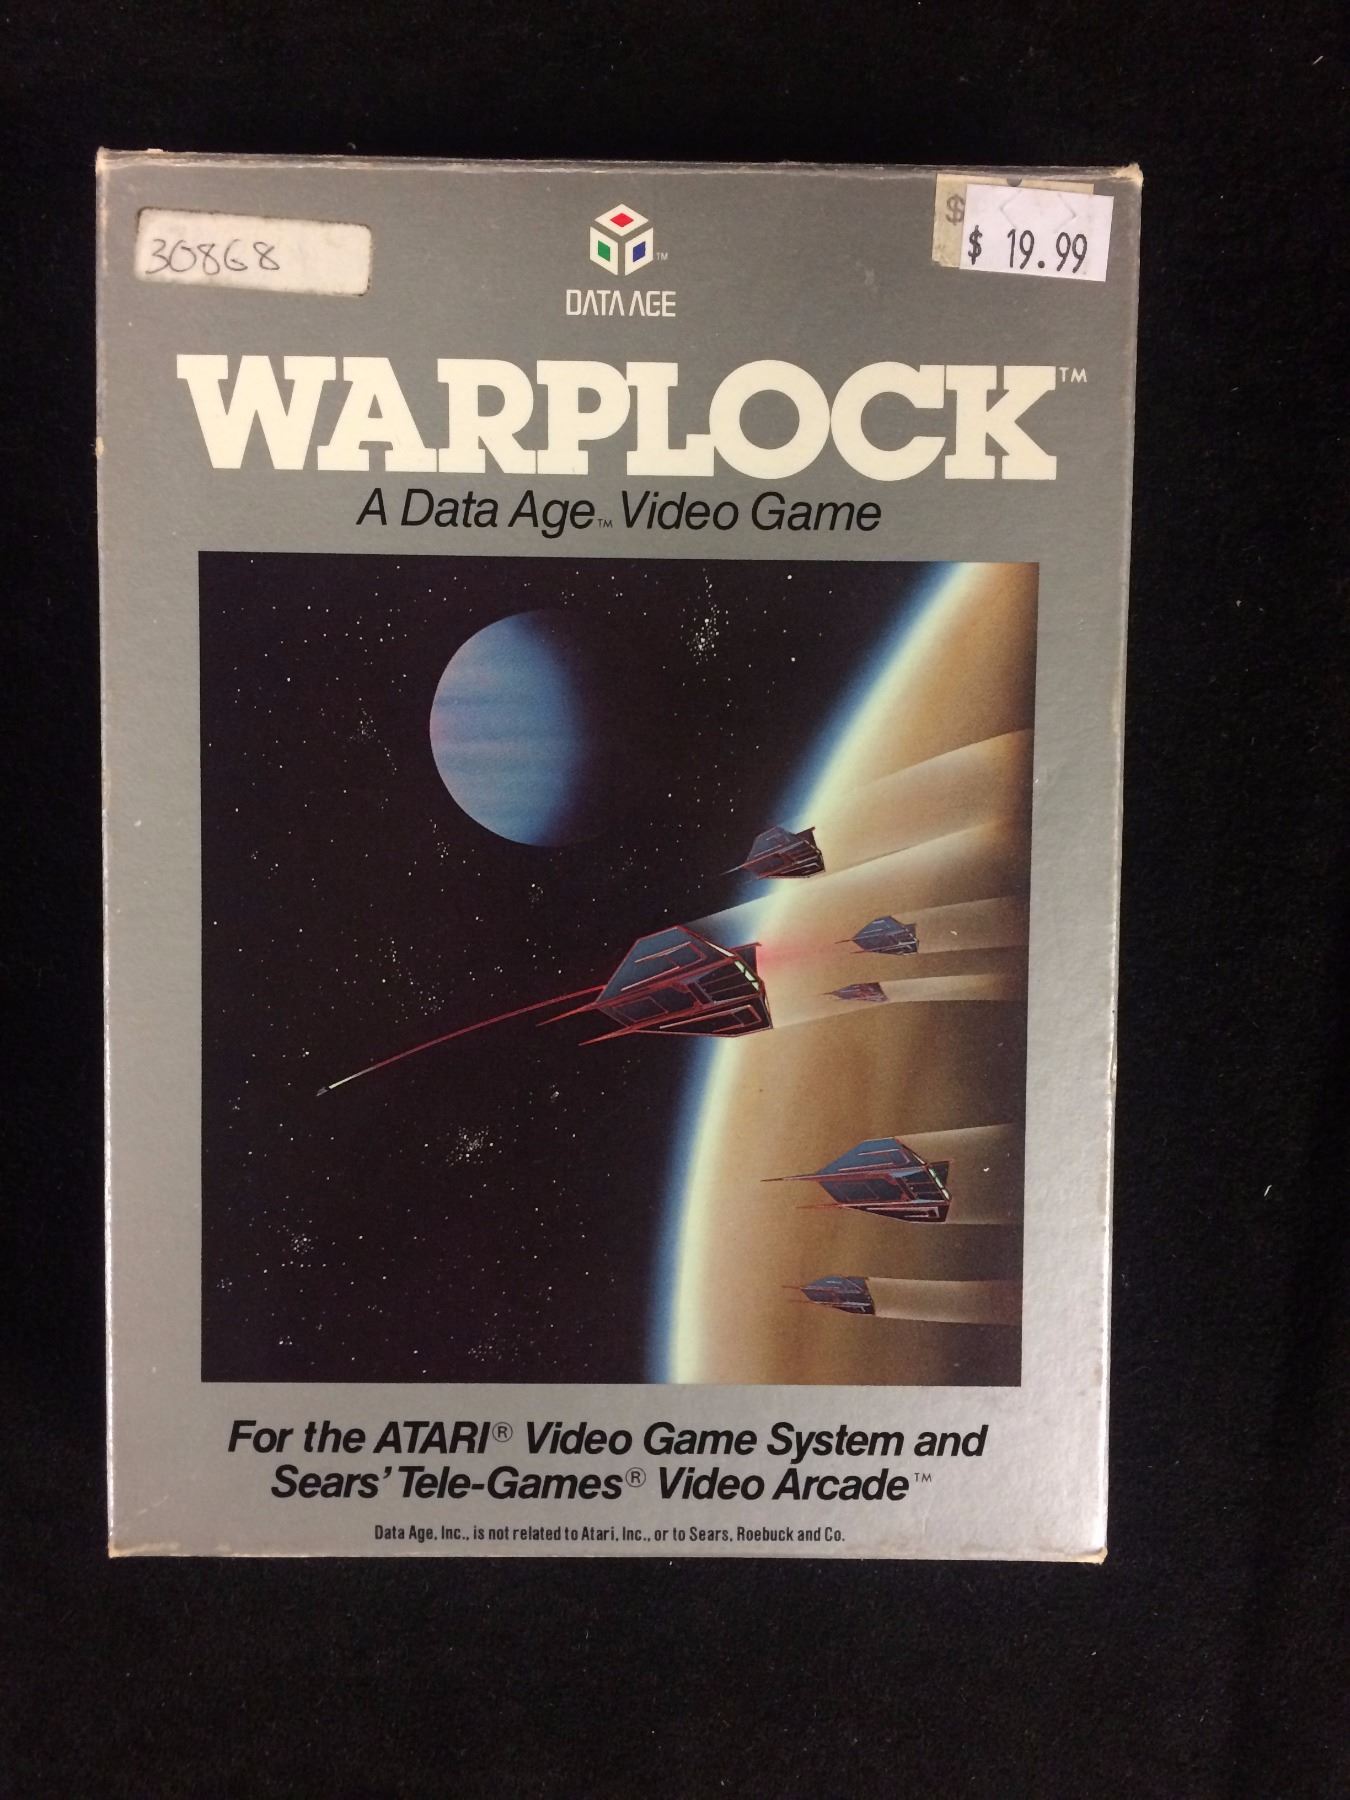 30868
$
$ 19.99
TM
DATA AGE
WARPLOCK™
A Data Age™ Video Game
For the ATARI® Video Game System and
Sears' Tele-Games® Video Arcade™
Data Age, Inc., is not related to Atari, Inc., or to Sears, Roebuck and Co.